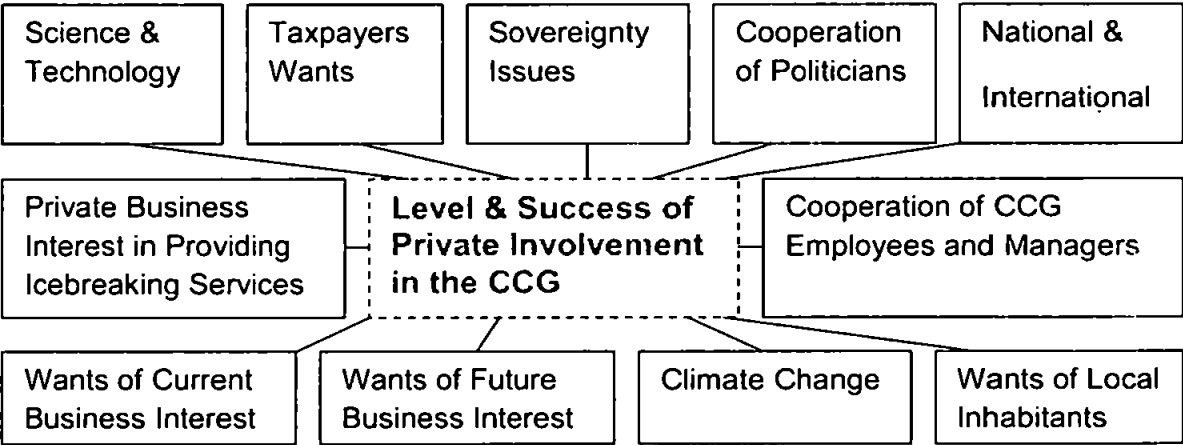 Science &
Technology
Taxpayers
Wants
Sovereignty
Issues
Cooperation
of Politicians
National &
International
Private Business
Interest in Providing
Icebreaking Services
Level & Success of
Private Involvement
in the CCG
Cooperation of CCG
Employees and Managers
Wants of Current
Business Interest
Wants of Future
Business Interest
Climate Change
Wants of Local
Inhabitants